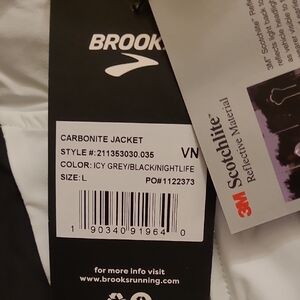 BROOKS
CARBONITE JACKET
STYLE #:211353030.035
VN
COLOR: ICY GREY/BLACK/NIGHTLIFE
SIZE: L
PO#1122373
1 90340 91964 0
for more info visit
www.brooksrunning.com
3M Scotchlite™
Reflective Material